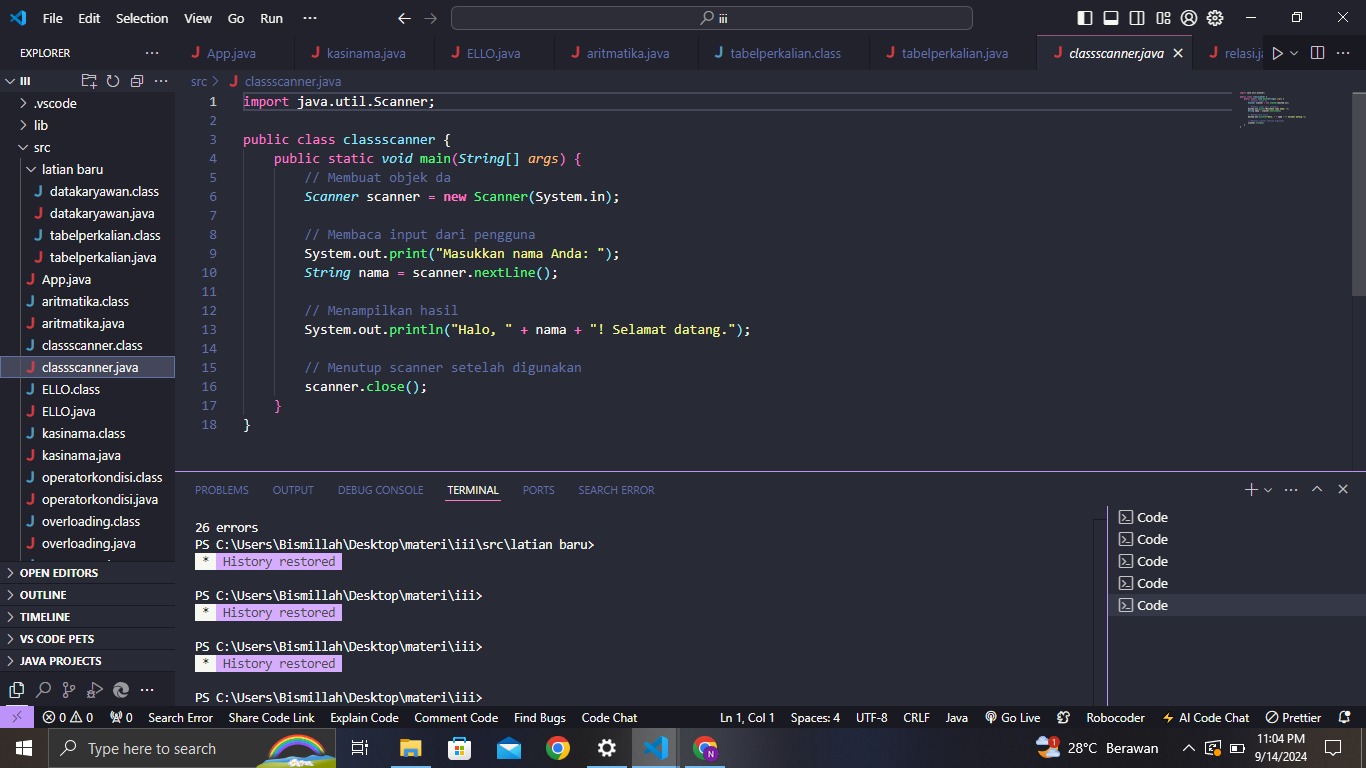 File Edit Selection View Go Run ··· iii
EXPLORER ···
App.java kasinama.java ELLO.java aritmatika.java tabelperkalian.class tabelperkalian.java classscanner.java relasi.ja ···
III ···
.vscode
lib
src
latian baru
datakaryawan.class
datakaryawan.java
tabelperkalian.class
tabelperkalian.java
App.java
aritmatika.class
aritmatika.java
classscanner.class
classscanner.java
ELLO.class
ELLO.java
kasinama.class
kasinama.java
operatorkondisi.class
operatorkondisi.java
overloading.class
overloading.java
OPEN EDITORS
OUTLINE
TIMELINE
VS CODE PETS
JAVA PROJECTS
src > classscanner.java
1 import java.util.Scanner;
2
3 public class classscanner {
4 public static void main(String[] args) {
5 // Membuat objek da
6 Scanner scanner = new Scanner(System.in);
7
8 // Membaca input dari pengguna
9 System.out.print("Masukkan nama Anda: ");
10 String nama = scanner.nextLine();
11
12 // Menampilkan hasil
13 System.out.println("Halo, " + nama + "! Selamat datang.");
14
15 // Menutup scanner setelah digunakan
16 scanner.close();
17 }
18 }
PROBLEMS OUTPUT DEBUG CONSOLE TERMINAL PORTS SEARCH ERROR
26 errors
PS C:\Users\Bismillah\Desktop\materi\iii\src\latian baru>
* History restored
PS C:\Users\Bismillah\Desktop\materi\iii>
* History restored
PS C:\Users\Bismillah\Desktop\materi\iii>
* History restored
PS C:\Users\Bismillah\Desktop\materi\iii>
Code
Code
Code
Code
Code
0 0 0 Search Error Share Code Link Explain Code Comment Code Find Bugs Code Chat Ln 1, Col 1 Spaces: 4 UTF-8 CRLF Java Go Live Robocoder AI Code Chat Prettier
Type here to search 1 28°C Berawan 11:04 PM
9/14/2024